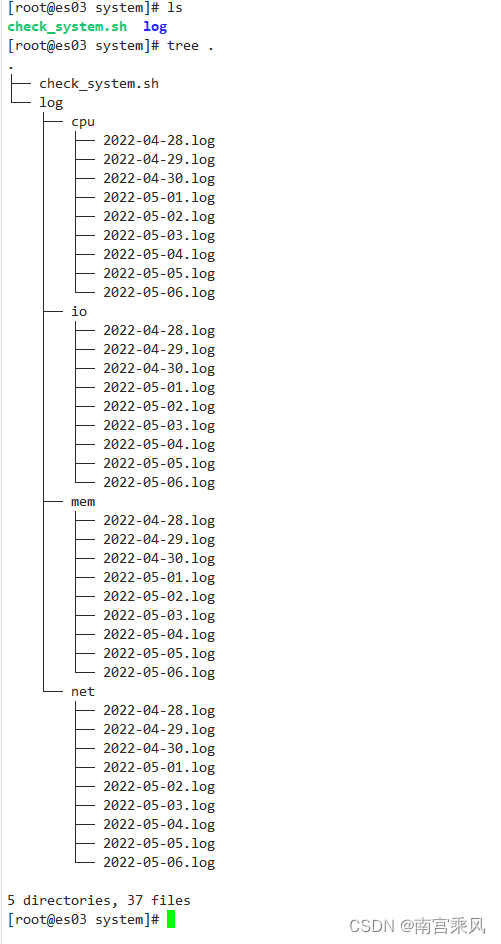 [root@es03 system]# ls
check_system.sh  log
[root@es03 system]# tree .
.
├── check_system.sh
└── log
    ├── cpu
    │   ├── 2022-04-28.log
    │   ├── 2022-04-29.log
    │   ├── 2022-04-30.log
    │   ├── 2022-05-01.log
    │   ├── 2022-05-02.log
    │   ├── 2022-05-03.log
    │   ├── 2022-05-04.log
    │   ├── 2022-05-05.log
    │   └── 2022-05-06.log
    ├── io
    │   ├── 2022-04-28.log
    │   ├── 2022-04-29.log
    │   ├── 2022-04-30.log
    │   ├── 2022-05-01.log
    │   ├── 2022-05-02.log
    │   ├── 2022-05-03.log
    │   ├── 2022-05-04.log
    │   ├── 2022-05-05.log
    │   └── 2022-05-06.log
    ├── mem
    │   ├── 2022-04-28.log
    │   ├── 2022-04-29.log
    │   ├── 2022-04-30.log
    │   ├── 2022-05-01.log
    │   ├── 2022-05-02.log
    │   ├── 2022-05-03.log
    │   ├── 2022-05-04.log
    │   ├── 2022-05-05.log
    │   └── 2022-05-06.log
    └── net
        ├── 2022-04-28.log
        ├── 2022-04-29.log
        ├── 2022-04-30.log
        ├── 2022-05-01.log
        ├── 2022-05-02.log
        ├── 2022-05-03.log
        ├── 2022-05-04.log
        ├── 2022-05-05.log
        └── 2022-05-06.log

5 directories, 37 files
[root@es03 system]#
CSDN @南宫乘风